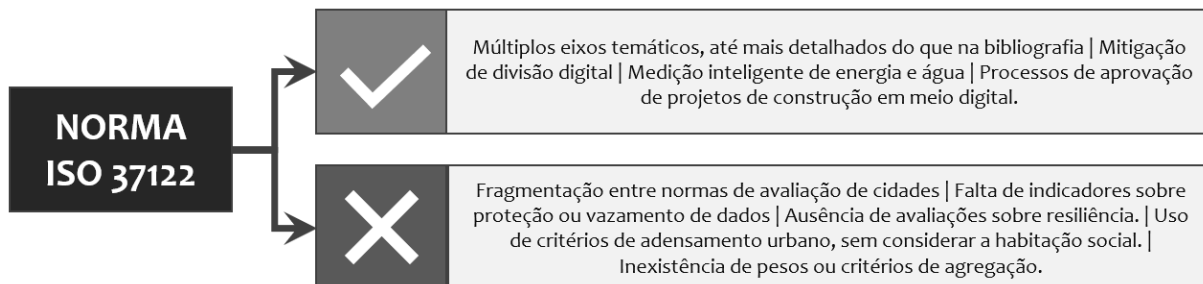 NORMA
ISO 37122
Múltiplos eixos temáticos, até mais detalhados do que na bibliografia | Mitigação
de divisão digital | Medição inteligente de energia e água | Processos de aprovação
de projetos de construção em meio digital.
Fragmentação entre normas de avaliação de cidades | Falta de indicadores sobre
proteção ou vazamento de dados | Ausência de avaliações sobre resiliência. | Uso
de critérios de adensamento urbano, sem considerar a habitação social. |
Inexistência de pesos ou critérios de agregação.